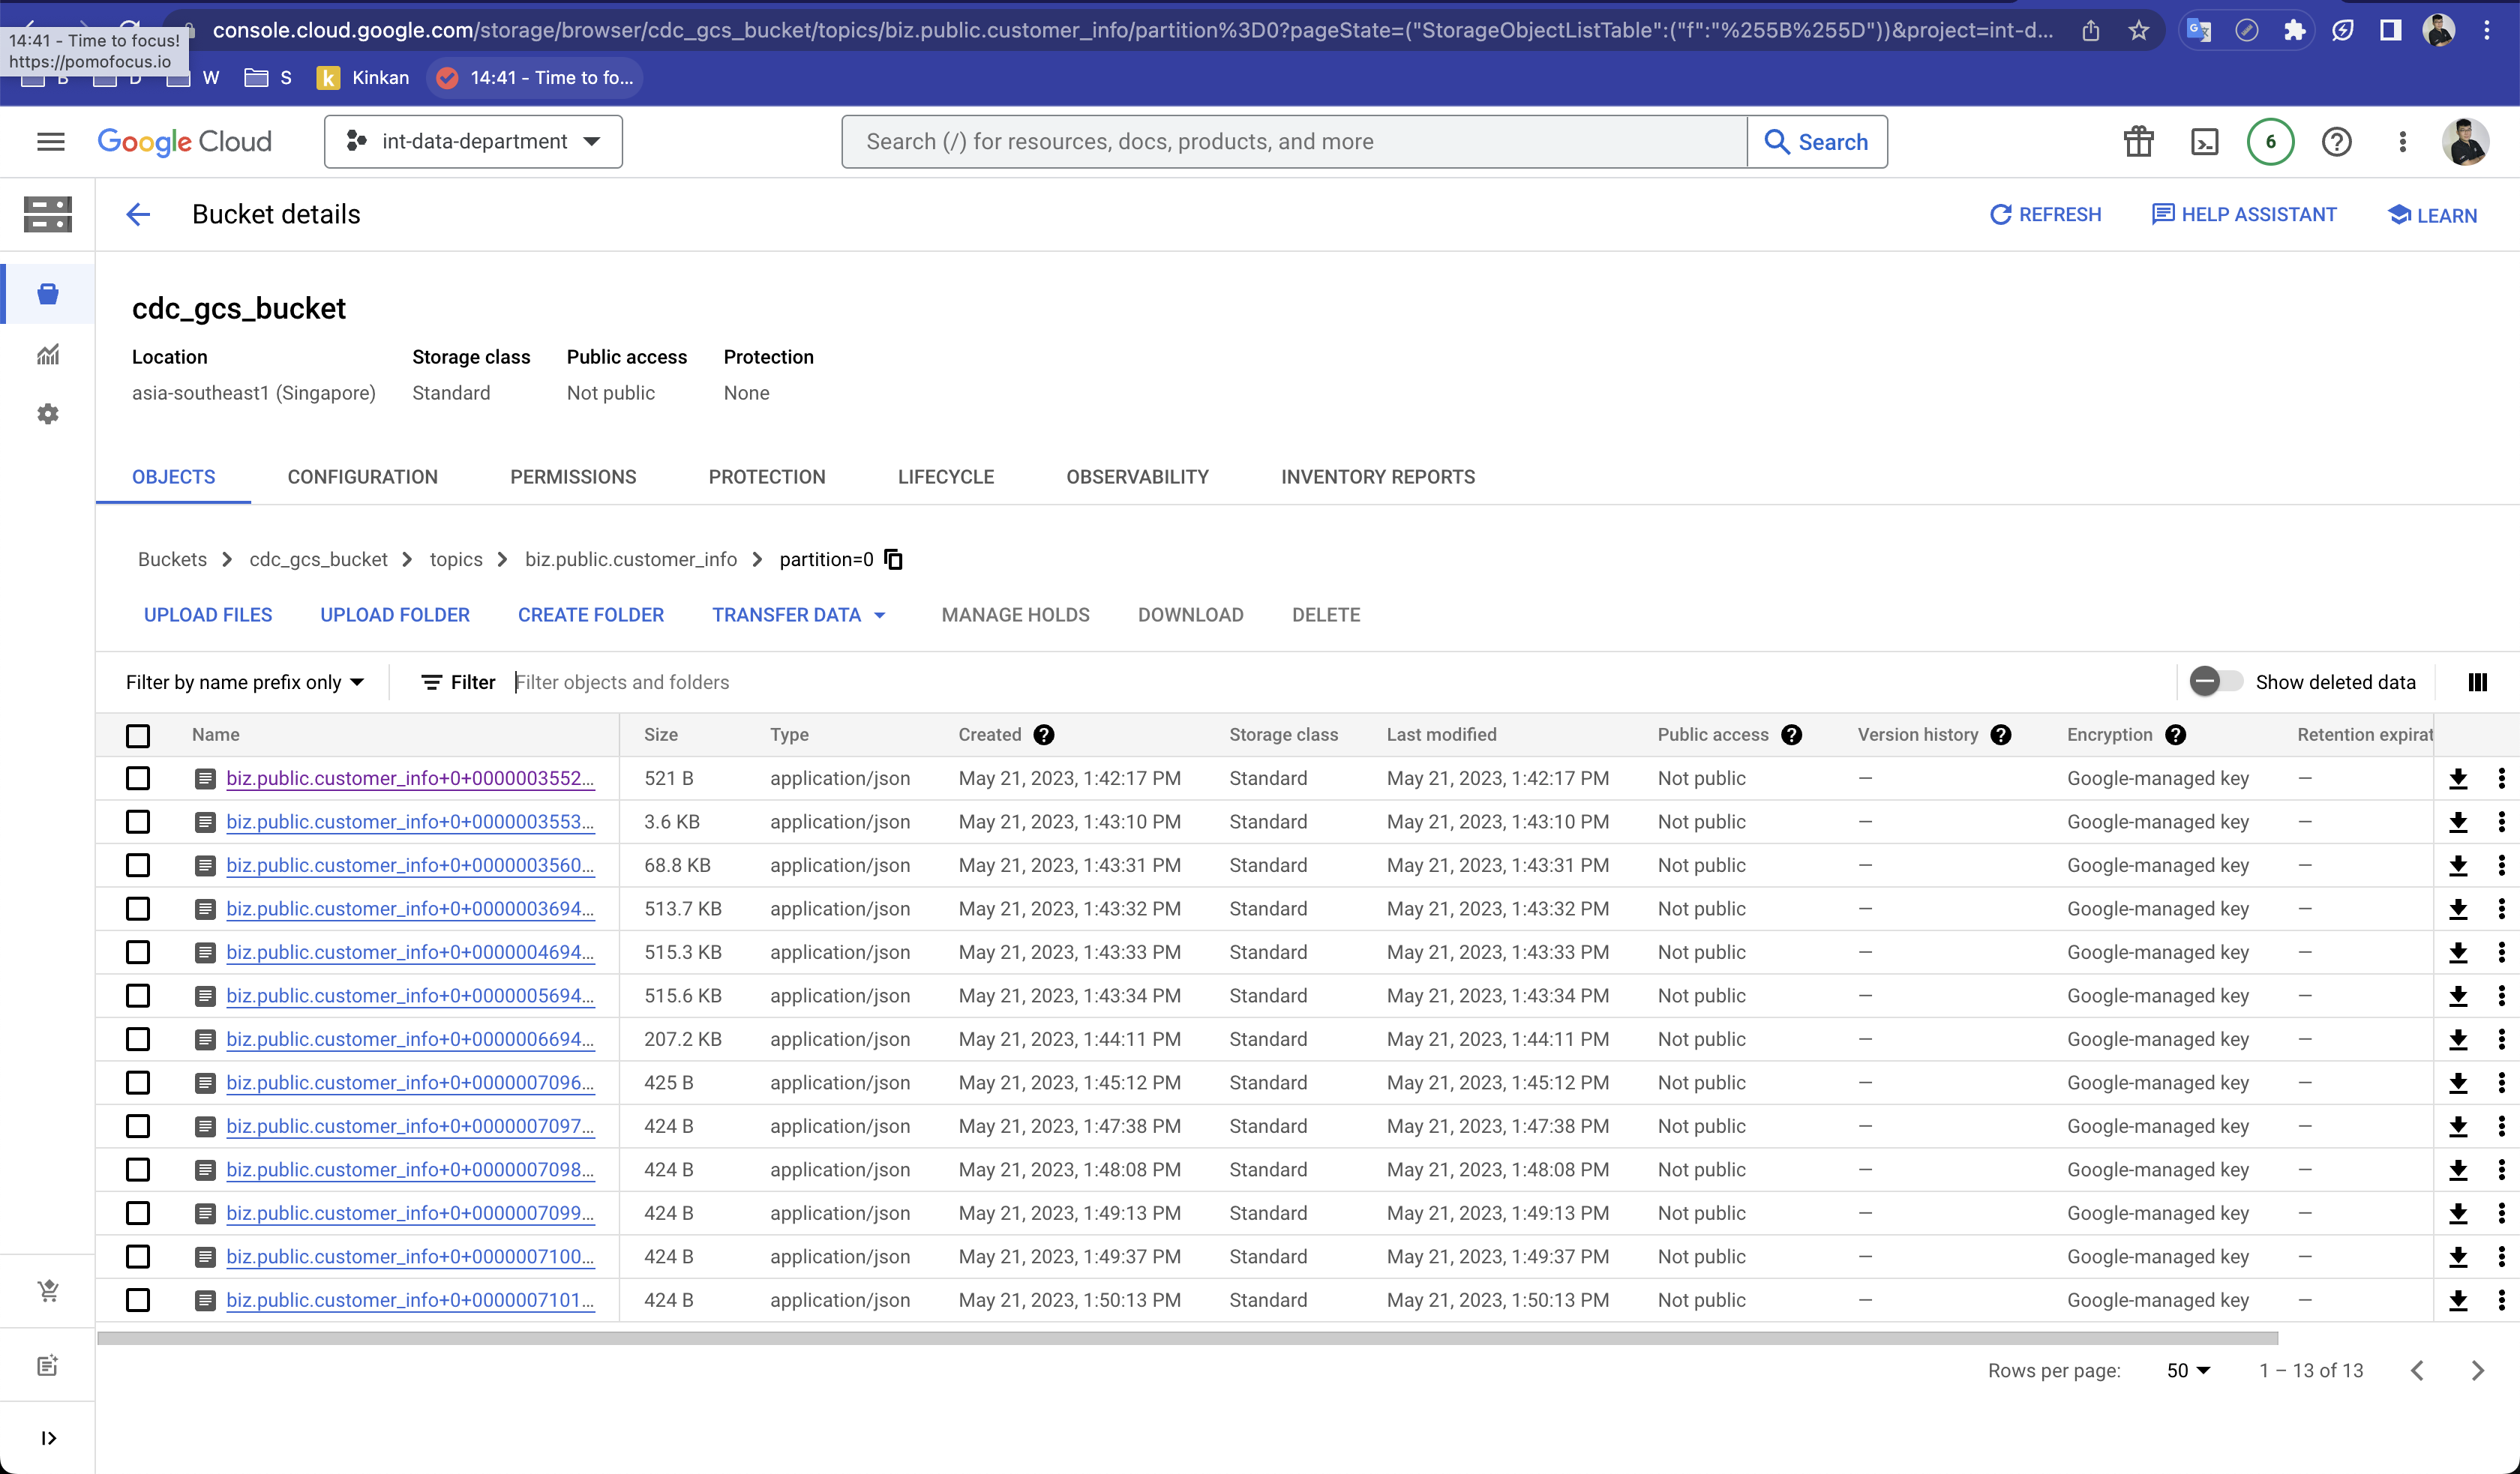 console.cloud.google.com/storage/browser/cdc_gcs_bucket/topics/biz.public.customer_info/partition%3D0?pageState=("StorageObjectListTable":("f":"%255B%255D"))&project=int-d...
14:41 - Time to focus!
https://pomofocus.io
B D W S k Kinkan 14:41 - Time to fo...
Google Cloud int-data-department Search (/) for resources, docs, products, and more Search 6
Bucket details REFRESH HELP ASSISTANT LEARN
cdc_gcs_bucket
Location Storage class Public access Protection
asia-southeast1 (Singapore) Standard Not public None
OBJECTS CONFIGURATION PERMISSIONS PROTECTION LIFECYCLE OBSERVABILITY INVENTORY REPORTS
Buckets > cdc_gcs_bucket > topics > biz.public.customer_info > partition=0
UPLOAD FILES UPLOAD FOLDER CREATE FOLDER TRANSFER DATA MANAGE HOLDS DOWNLOAD DELETE
Filter by name prefix only Filter Filter objects and folders Show deleted data
Name Size Type Created Storage class Last modified Public access Version history Encryption Retention expirat
biz.public.customer_info+0+0000003552... 521 B application/json May 21, 2023, 1:42:17 PM Standard May 21, 2023, 1:42:17 PM Not public — Google-managed key —
biz.public.customer_info+0+0000003553... 3.6 KB application/json May 21, 2023, 1:43:10 PM Standard May 21, 2023, 1:43:10 PM Not public — Google-managed key —
biz.public.customer_info+0+0000003560... 68.8 KB application/json May 21, 2023, 1:43:31 PM Standard May 21, 2023, 1:43:31 PM Not public — Google-managed key —
biz.public.customer_info+0+0000003694... 513.7 KB application/json May 21, 2023, 1:43:32 PM Standard May 21, 2023, 1:43:32 PM Not public — Google-managed key —
biz.public.customer_info+0+0000004694... 515.3 KB application/json May 21, 2023, 1:43:33 PM Standard May 21, 2023, 1:43:33 PM Not public — Google-managed key —
biz.public.customer_info+0+0000005694... 515.6 KB application/json May 21, 2023, 1:43:34 PM Standard May 21, 2023, 1:43:34 PM Not public — Google-managed key —
biz.public.customer_info+0+0000006694... 207.2 KB application/json May 21, 2023, 1:44:11 PM Standard May 21, 2023, 1:44:11 PM Not public — Google-managed key —
biz.public.customer_info+0+0000007096... 425 B application/json May 21, 2023, 1:45:12 PM Standard May 21, 2023, 1:45:12 PM Not public — Google-managed key —
biz.public.customer_info+0+0000007097... 424 B application/json May 21, 2023, 1:47:38 PM Standard May 21, 2023, 1:47:38 PM Not public — Google-managed key —
biz.public.customer_info+0+0000007098... 424 B application/json May 21, 2023, 1:48:08 PM Standard May 21, 2023, 1:48:08 PM Not public — Google-managed key —
biz.public.customer_info+0+0000007099... 424 B application/json May 21, 2023, 1:49:13 PM Standard May 21, 2023, 1:49:13 PM Not public — Google-managed key —
biz.public.customer_info+0+0000007100... 424 B application/json May 21, 2023, 1:49:37 PM Standard May 21, 2023, 1:49:37 PM Not public — Google-managed key —
biz.public.customer_info+0+0000007101... 424 B application/json May 21, 2023, 1:50:13 PM Standard May 21, 2023, 1:50:13 PM Not public — Google-managed key —
Rows per page: 50 1 – 13 of 13